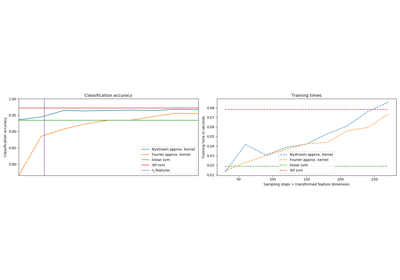 Classification accuracy
1.00
0.95
0.90
0.85
0.80
Classification accuracy
Nystroem approx. kernel
Fourier approx. kernel
linear svm
rbf svm
n_features
Training times
0.08
0.07
0.06
0.05
0.04
0.03
0.02
0.01
Training time in seconds
Nystroem approx. kernel
Fourier approx. kernel
linear svm
rbf svm
50
100
150
200
250
Sampling steps = transformed feature dimension